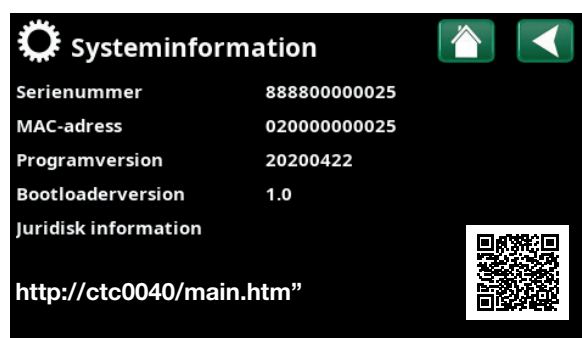 Systeminformation
Serienummer 888800000025
MAC-adress 020000000025
Programversion 20200422
Bootloaderversion 1.0
Juridisk information
http://ctc0040/main.htm”